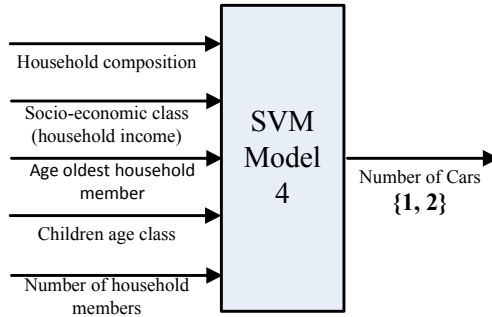 Household composition
Socio-economic class
(household income)
Age oldest household
member
Children age class
Number of household
members
SVM
Model
4
Number of Cars
{1, 2}